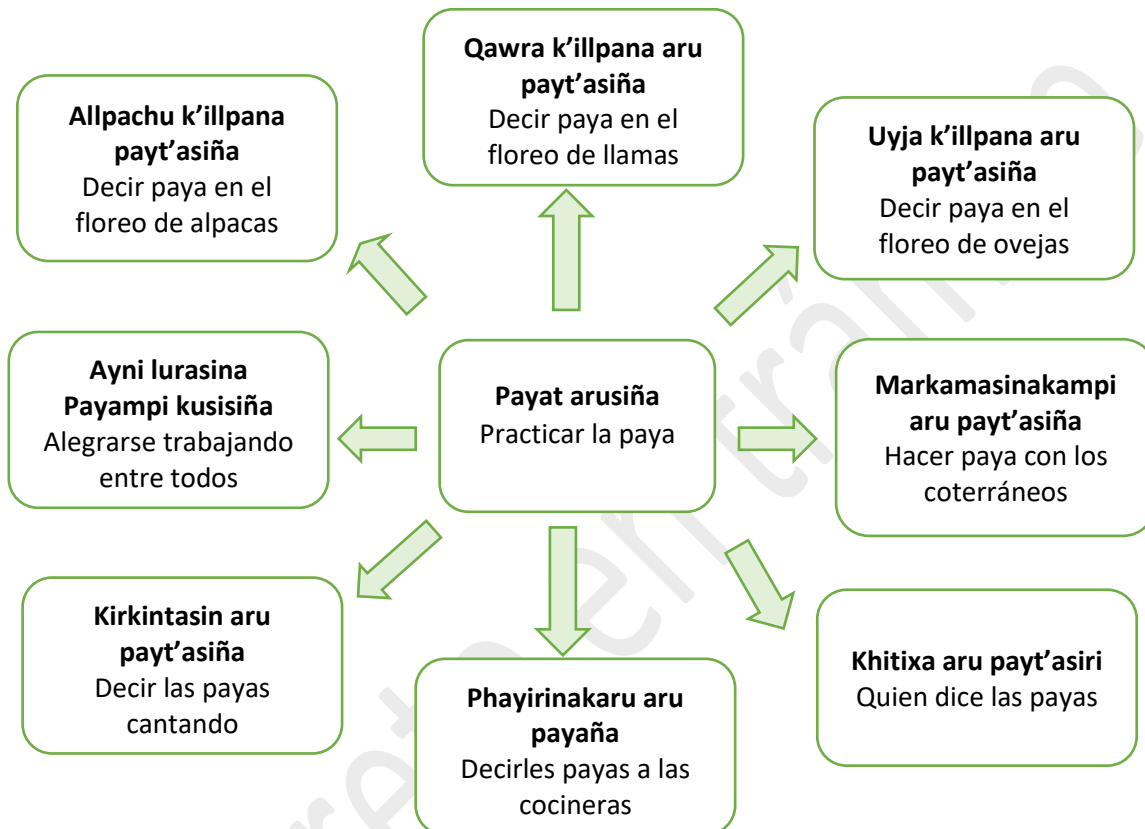 Qawra k’illpana aru
payt’asiña
Decir paya en el
floreo de llamas
Allpachu k’illpana
payt’asiña
Decir paya en el
floreo de alpacas
Uyja k’illpana aru
payt’asiña
Decir paya en el
floreo de ovejas
Ayni lurasina
Payampi kusisiña
Alegrarse trabajando
entre todos
Payat arusiña
Practicar la paya
Markamasinakampi
aru payt’asiña
Hacer paya con los
coterráneos
Kirkintasin aru
payt’asiña
Decir las payas
cantando
Phayirinakaru aru
payaña
Decirles payas a las
cocineras
Khitixa aru payt’asiri
Quien dice las payas